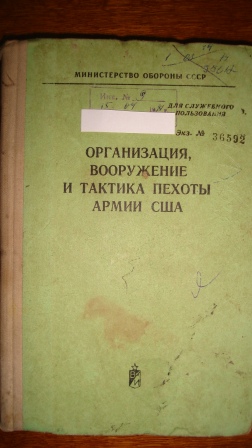 МИНИСТЕРСТВО ОБОРОНЫ СССР
ДЛЯ СЛУЖЕБНОГО
ПОЛЬЗОВАНИЯ
Экз. № 36592
ОРГАНИЗАЦИЯ,
ВООРУЖЕНИЕ
И ТАКТИКА ПЕХОТЫ
АРМИИ США